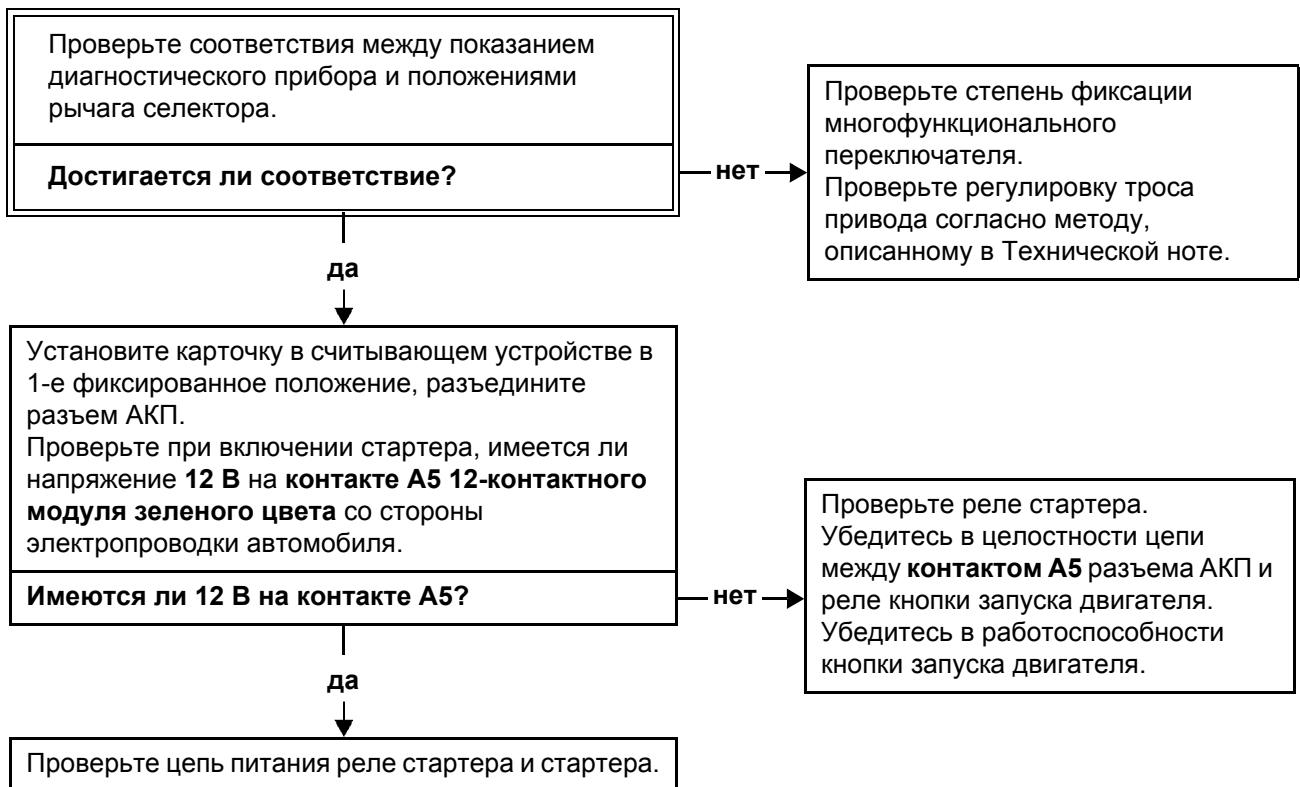 Проверьте соответствия между показанием
диагностического прибора и положениями
рычага селектора.
Достигается ли соответствие?
нет
Проверьте степень фиксации
многофункционального
переключателя.
Проверьте регулировку троса
привода согласно методу,
описанному в Технической ноте.
да
Установите карточку в считывающем устройстве в
1-е фиксированное положение, разъедините
разъем АКП.
Проверьте при включении стартера, имеется ли
напряжение 12 В на контакте А5 12-контактного
модуля зеленого цвета со стороны
электропроводки автомобиля.
Имеются ли 12 В на контакте А5?
нет
Проверьте реле стартера.
Убедитесь в целостности цепи
между контактом А5 разъема АКП и
реле кнопки запуска двигателя.
Убедитесь в работоспособности
кнопки запуска двигателя.
да
Проверьте цепь питания реле стартера и стартера.